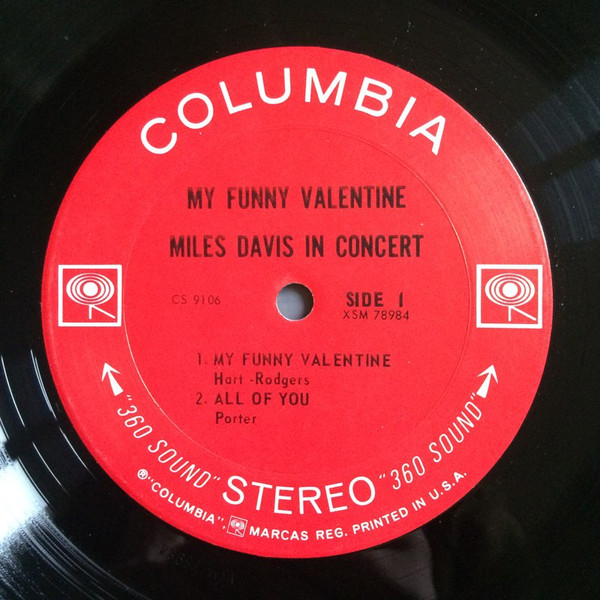 COLUMBIA
MY FUNNY VALENTINE
MILES DAVIS IN CONCERT
CS 9106
SIDE 1
XSM 78984
1. MY FUNNY VALENTINE
Hart -Rodgers
2. ALL OF YOU
Porter
"360 SOUND" STEREO "360 SOUND"
®"COLUMBIA", MARCAS REG. PRINTED IN U.S.A.